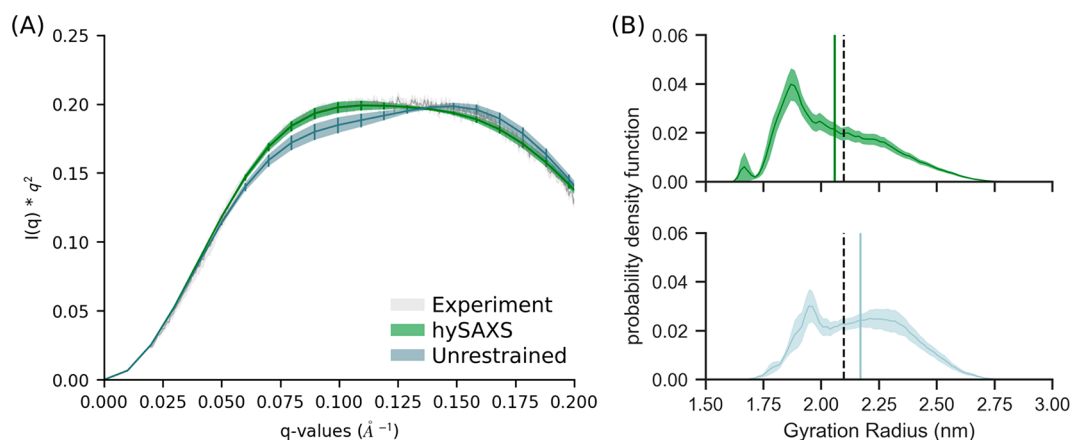 (A)
I(q) * q²
0.25
0.20
0.15
0.10
0.05
0.00
Experiment
hySAXS
Unrestrained
0.000 0.025 0.050 0.075 0.100 0.125 0.150 0.175 0.200
q-values (Å ⁻¹)
(B)
probability density function
0.06
0.04
0.02
0.00
0.06
0.04
0.02
0.00
1.50 1.75 2.00 2.25 2.50 2.75 3.00
Gyration Radius (nm)